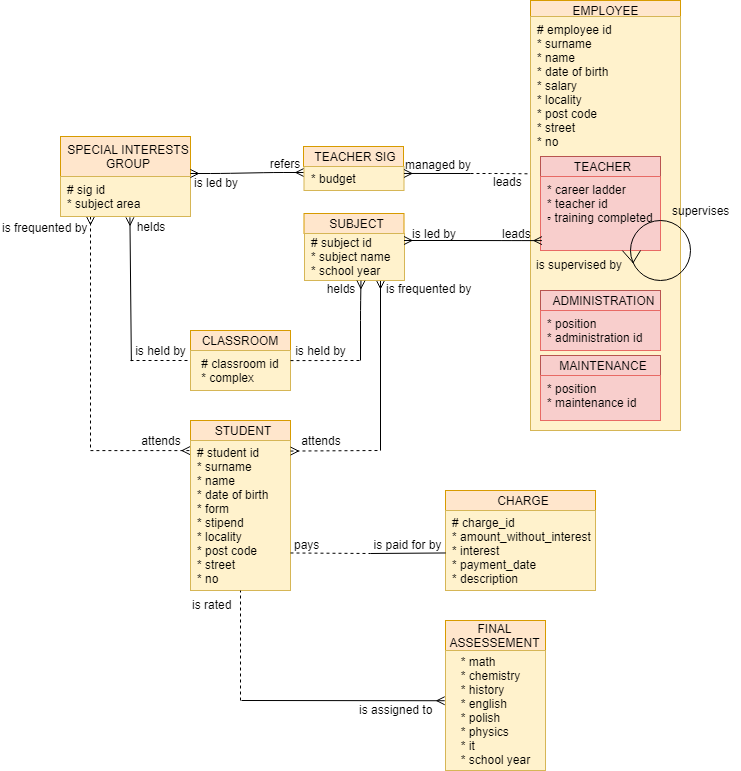 EMPLOYEE
# employee id
* surname
* name
* date of birth
* salary
* locality
* post code
* street
* no
TEACHER
* career ladder
* teacher id
∘ training completed
supervises
is supervised by
ADMINISTRATION
* position
* administration id
MAINTENANCE
* position
* maintenance id
SPECIAL INTERESTS
GROUP
# sig id
* subject area
is led by
refers
TEACHER SIG
* budget
managed by
leads
SUBJECT
# subject id
* subject name
* school year
is led by
leads
is frequented by
helds
helds
is frequented by
CLASSROOM
# classroom id
* complex
is held by
is held by
STUDENT
# student id
* surname
* name
* date of birth
* form
* stipend
* locality
* post code
* street
* no
attends
attends
pays
is paid for by
CHARGE
# charge_id
* amount_without_interest
* interest
* payment_date
* description
is rated
is assigned to
FINAL
ASSESSEMENT
* math
* chemistry
* history
* english
* polish
* physics
* it
* school year